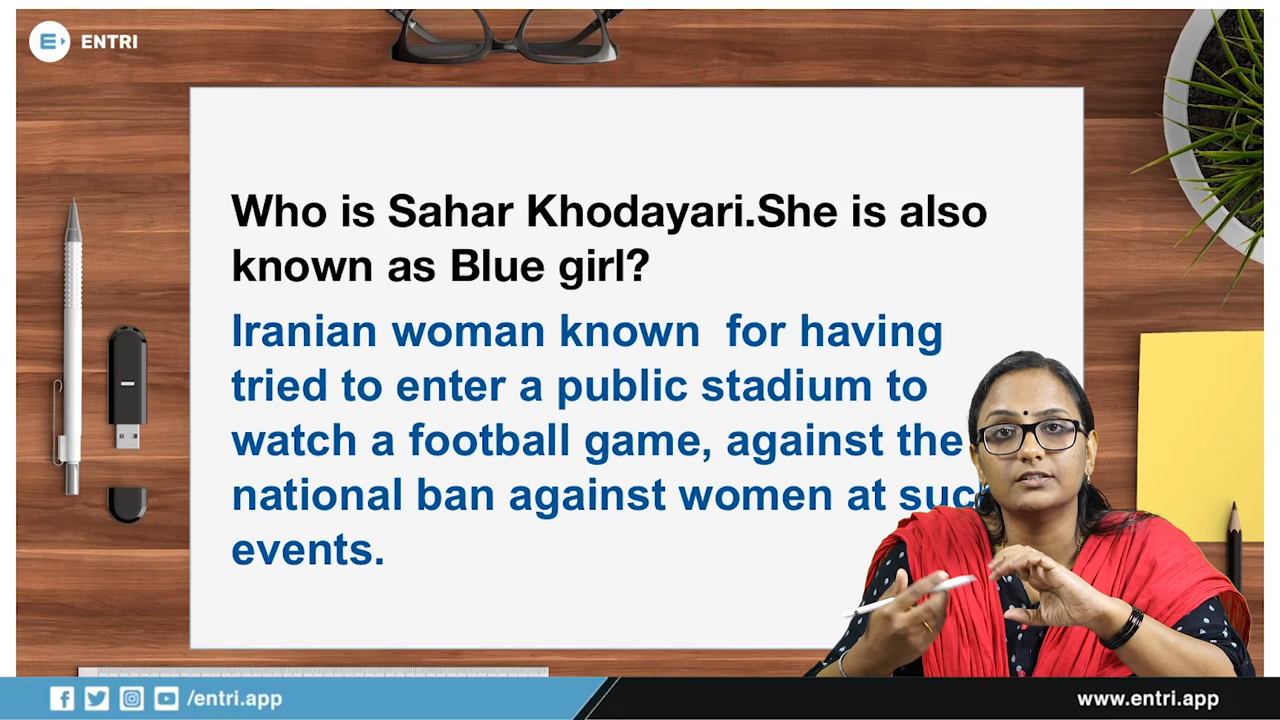 ENTRI
Who is Sahar Khodayari.She is also
known as Blue girl?
Iranian woman known for having
tried to enter a public stadium to
watch a football game, against the
national ban against women at
events.
/entri.app
www.entri.app